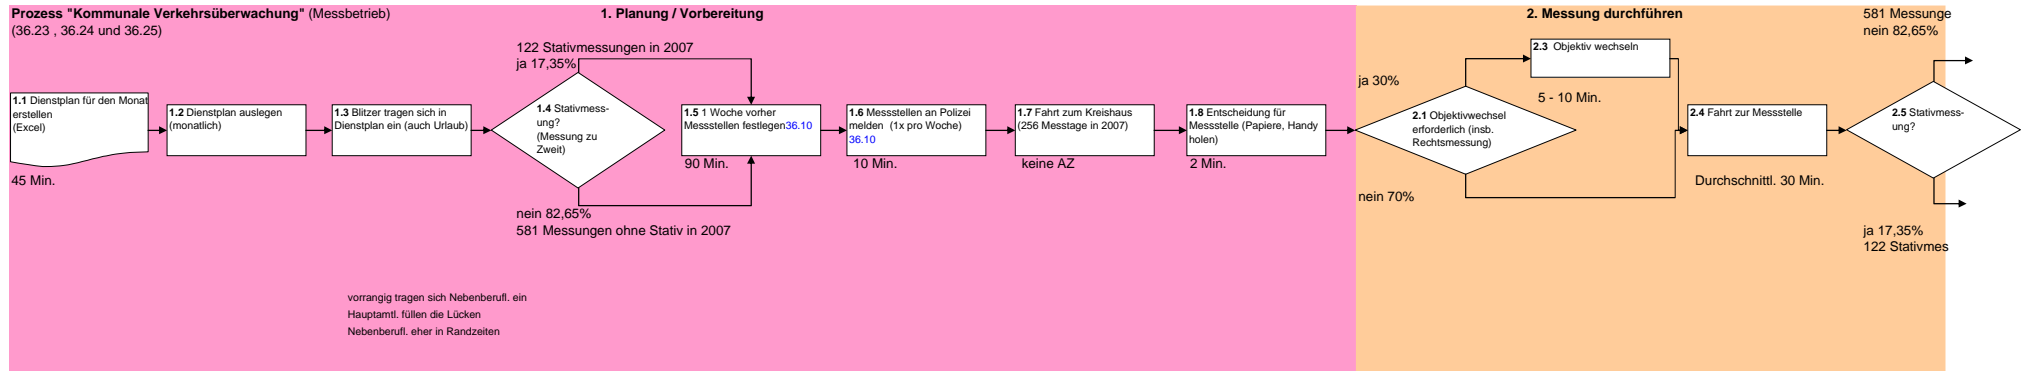 Prozess "Kommunale Verkehrsüberwachung" (Messbetrieb)
(36.23 , 36.24 und 36.25)
1. Planung / Vorbereitung
2. Messung durchführen
581 Messunge
nein 82,65%
122 Stativmessungen in 2007
ja 17,35%
1.1 Dienstplan für den Monat
erstellen
(Excel)
45 Min.
1.2 Dienstplan auslegen
(monatlich)
1.3 Blitzer tragen sich in
Dienstplan ein (auch Urlaub)
1.4 Stativmess-
ung?
(Messung zu
Zweit)
nein 82,65%
581 Messungen ohne Stativ in 2007
1.5 1 Woche vorher
Messstellen festlegen36.10
90 Min.
1.6 Messstellen an Polizei
melden (1x pro Woche)
36.10
10 Min.
1.7 Fahrt zum Kreishaus
(256 Messtage in 2007)
keine AZ
1.8 Entscheidung für
Messstelle (Papiere, Handy
holen)
2 Min.
ja 30%
2.1 Objektivwechsel
erforderlich (insb.
Rechtsmessung)
nein 70%
2.3 Objektiv wechseln
5 - 10 Min.
2.4 Fahrt zur Messstelle
Durchschnittl. 30 Min.
2.5 Stativmess-
ung?
ja 17,35%
122 Stativmes
vorrangig tragen sich Nebenberufl. ein
Hauptamtl. füllen die Lücken
Nebenberufl. eher in Randzeiten